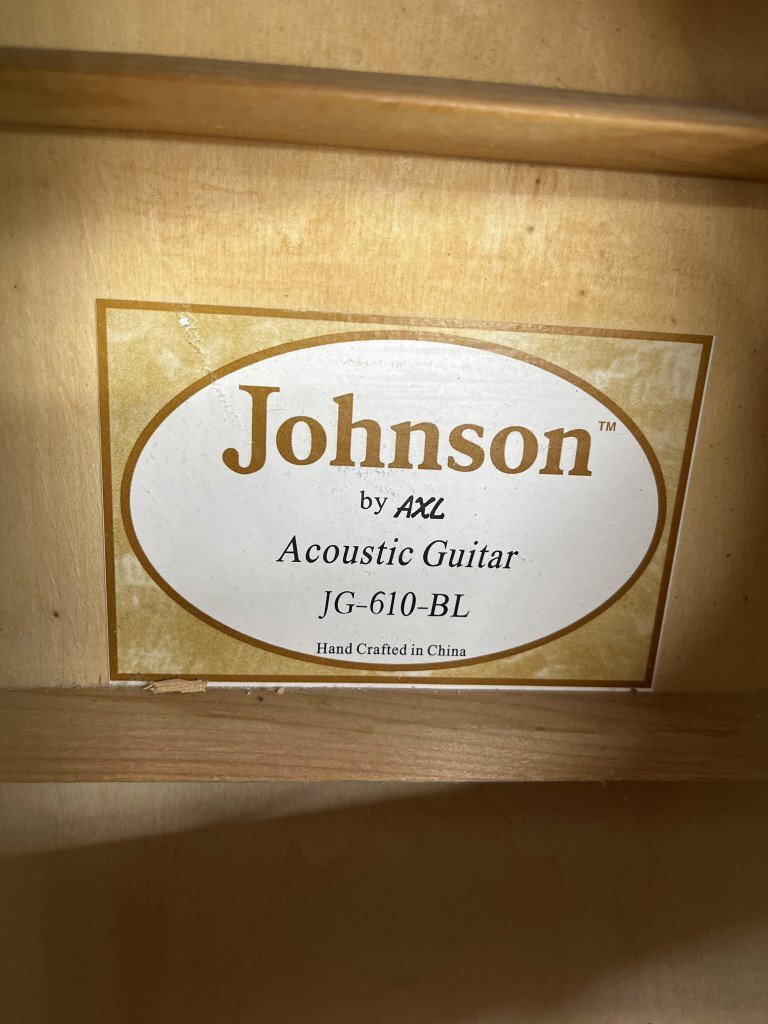 Johnson™
by AXL
Acoustic Guitar
JG-610-BL
Hand Crafted in China